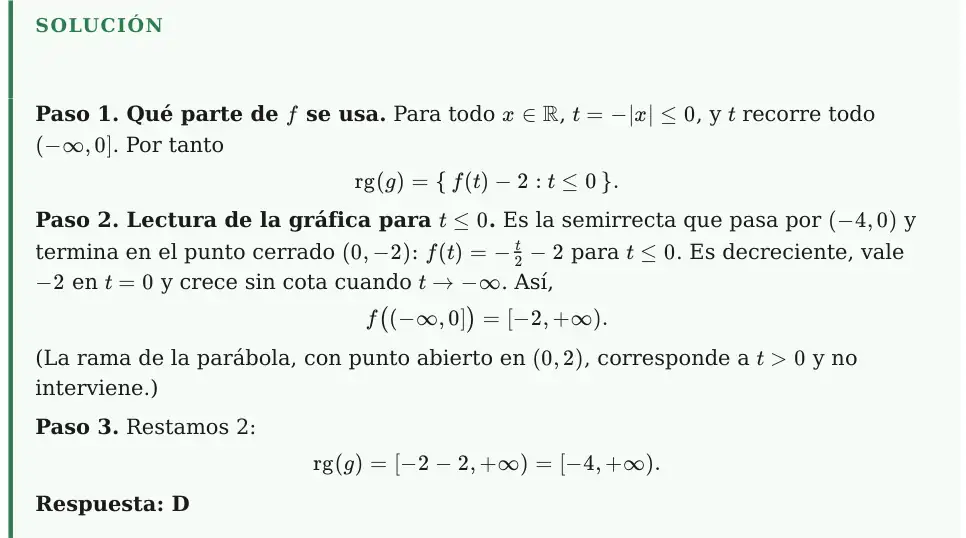 SOLUCIÓN
Paso 1. Qué parte de f se usa. Para todo x ∈ ℝ, t = −|x| ≤ 0, y t recorre todo
(−∞, 0]. Por tanto
rg(g) = { f(t) − 2 : t ≤ 0 }.
Paso 2. Lectura de la gráfica para t ≤ 0. Es la semirrecta que pasa por (−4, 0) y
termina en el punto cerrado (0, −2): f(t) = −t/2 − 2 para t ≤ 0. Es decreciente, vale
−2 en t = 0 y crece sin cota cuando t → −∞. Así,
f((−∞, 0]) = [−2, +∞).
(La rama de la parábola, con punto abierto en (0, 2), corresponde a t > 0 y no
interviene.)
Paso 3. Restamos 2:
rg(g) = [−2 − 2, +∞) = [−4, +∞).
Respuesta: D